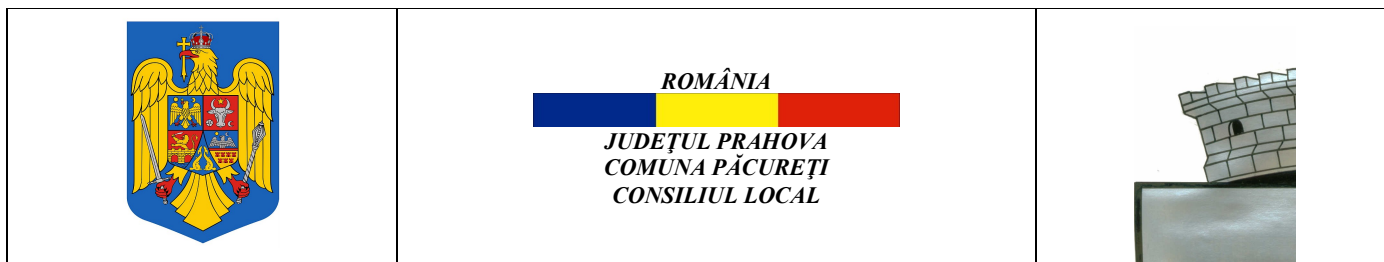 ROMÂNIA
JUDEŢUL PRAHOVA
COMUNA PĂCUREŢI
CONSILIUL LOCAL